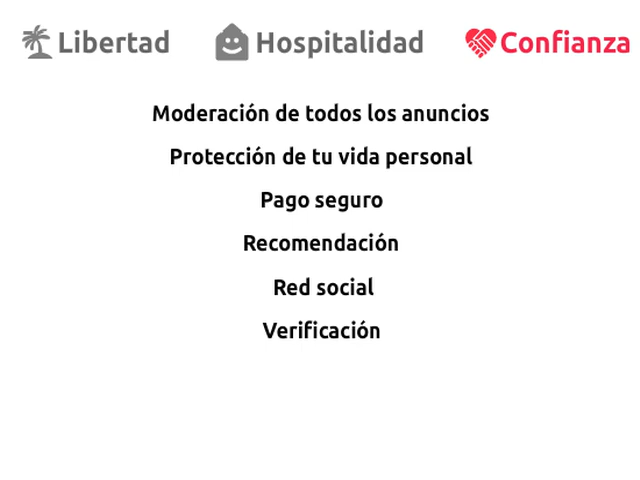 Libertad Hospitalidad Confianza
Moderación de todos los anuncios
Protección de tu vida personal
Pago seguro
Recomendación
Red social
Verificación